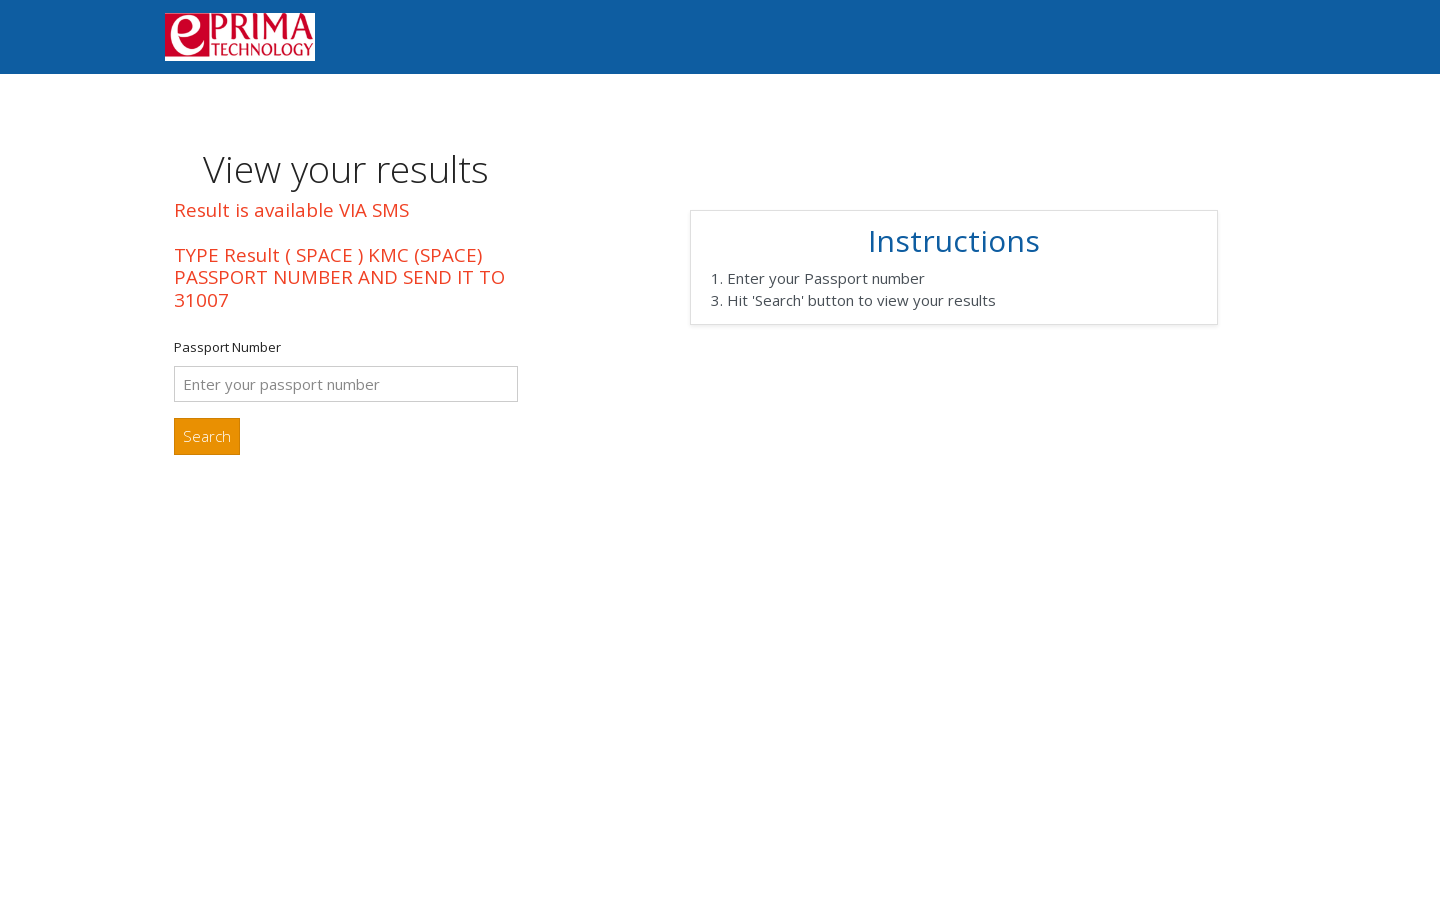 ePRIMA
TECHNOLOGY
View your results
Result is available VIA SMS
TYPE Result ( SPACE ) KMC (SPACE)
PASSPORT NUMBER AND SEND IT TO
31007
Passport Number
Enter your passport number
Search
Instructions
1. Enter your Passport number
3. Hit 'Search' button to view your results